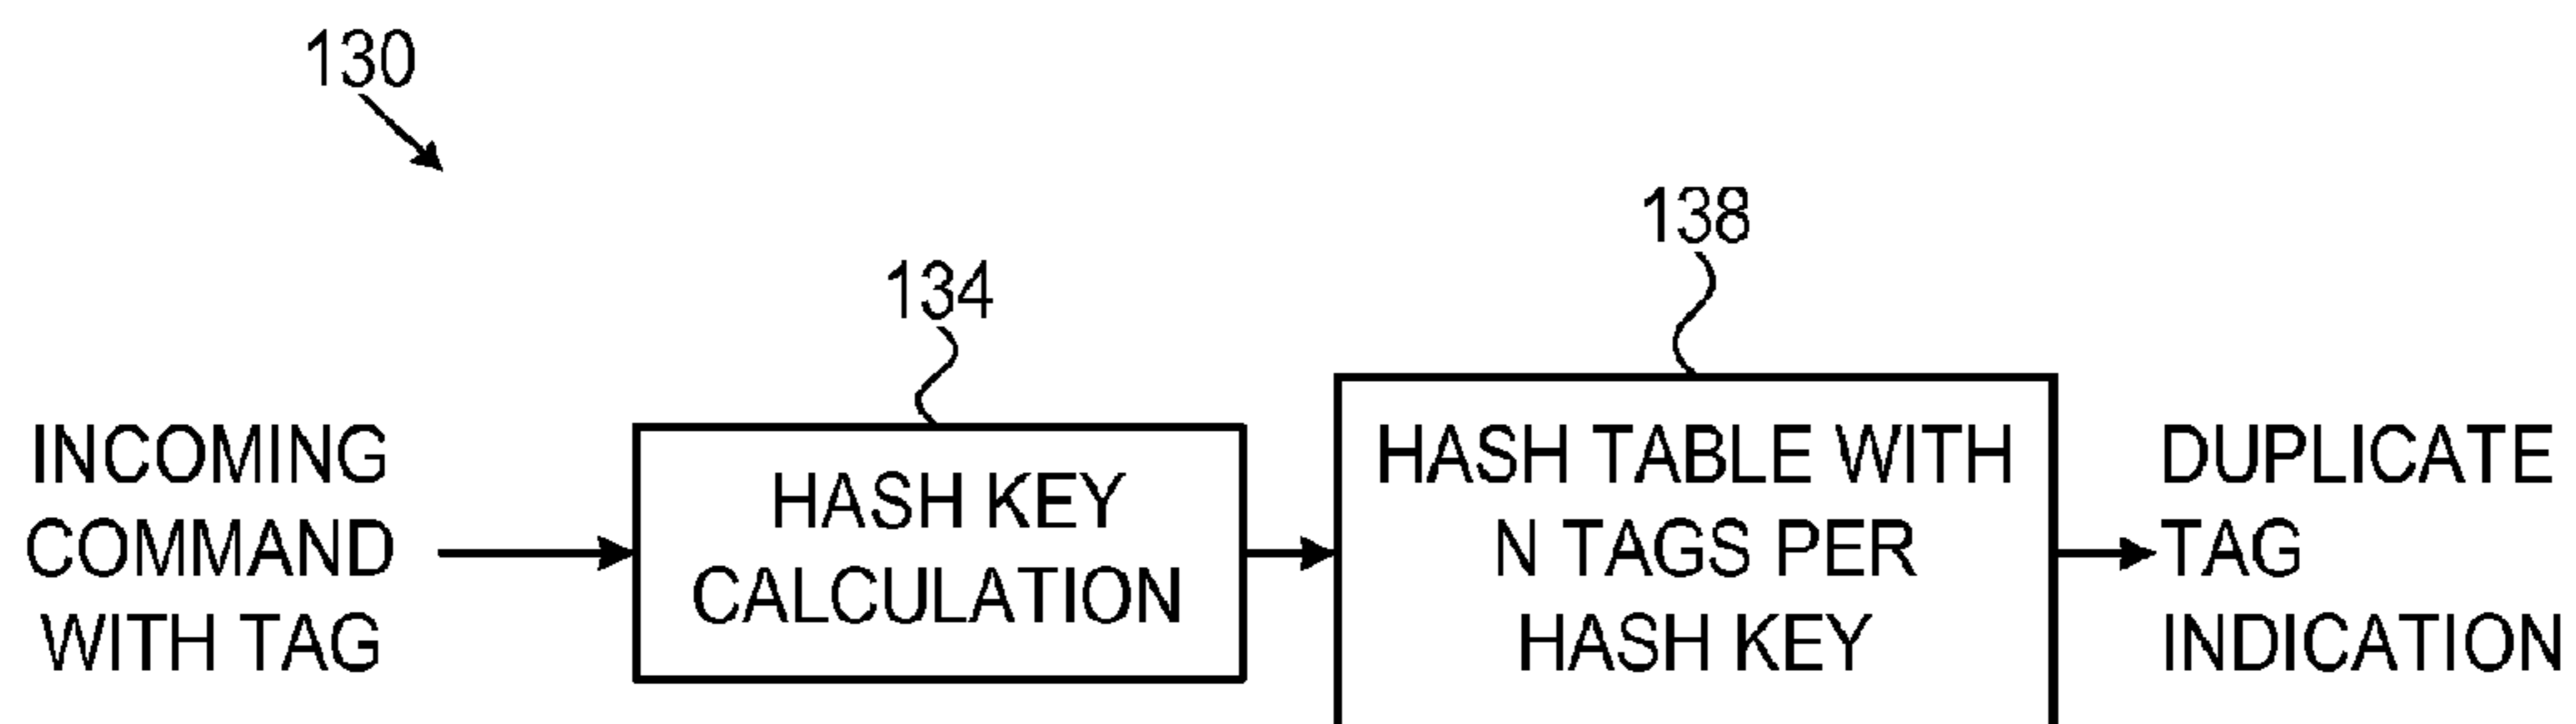 130
138
134
INCOMING
COMMAND
WITH TAG
HASH KEY
CALCULATION
HASH TABLE WITH
N TAGS PER
HASH KEY
DUPLICATE
TAG
INDICATION